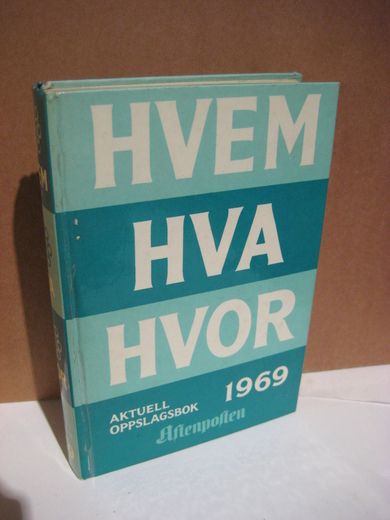 HVEM
HVA
HVOR
AKTUELL
OPPSLAGSBOK
1969
Aftenposten